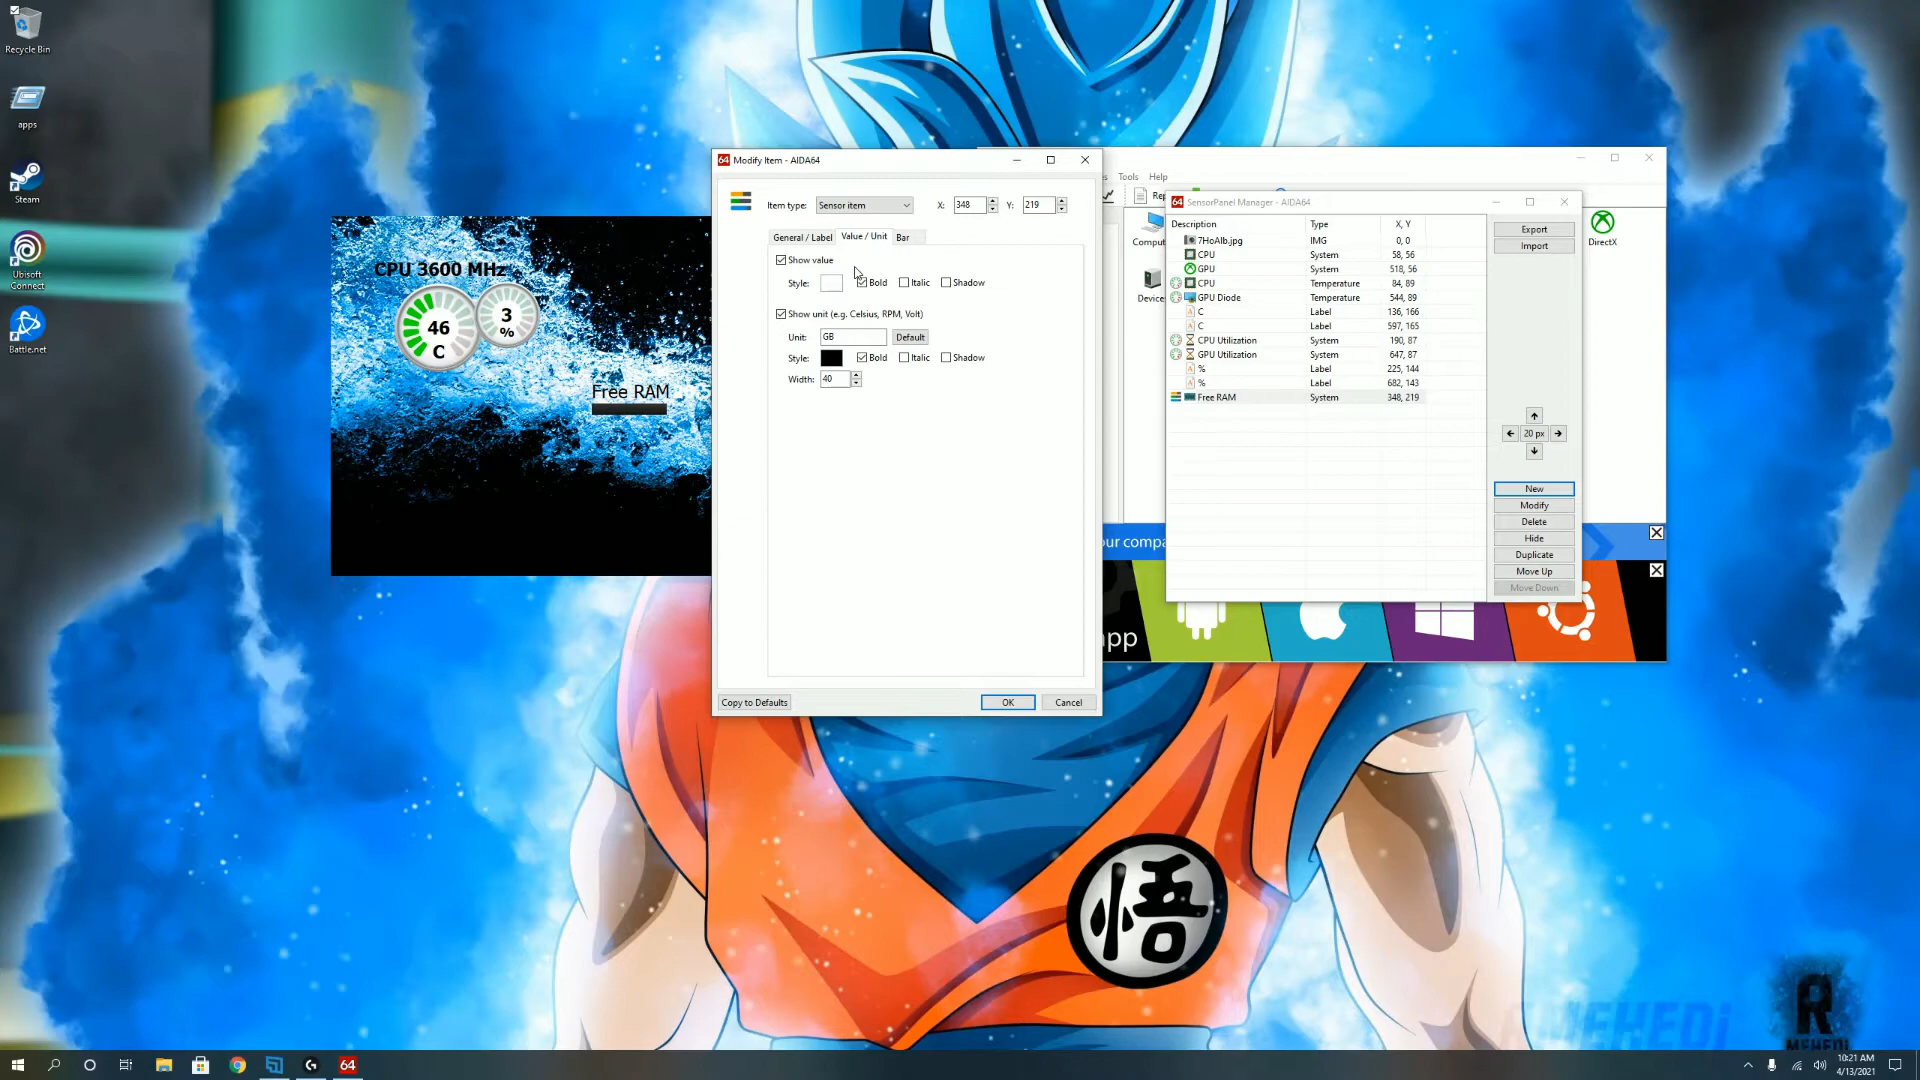 Recycle Bin
apps
Steam
Ubisoft
Connect
Battle.net
CPU 3600 MHz
46
C
3
%
Free RAM
64 Modify Item - AIDA64
Item type: Sensor item X: 348 Y: 219
General / Label Value / Unit Bar
Show value
Style: Bold Italic Shadow
Show unit (e.g. Celsius, RPM, Volt)
Unit: GB Default
Style: Bold Italic Shadow
Width: 40
Copy to Defaults OK Cancel
Tools Help
DirectX
64 SensorPanel Manager - AIDA64
Description Type X, Y
7HoAlb.jpg IMG 0, 0
CPU System 58, 56
GPU System 518, 56
CPU Temperature 84, 89
GPU Diode Temperature 544, 89
C Label 136, 166
C Label 597, 165
CPU Utilization System 190, 87
GPU Utilization System 647, 87
% Label 225, 144
% Label 682, 143
Free RAM System 348, 219
Export
Import
20 px
New
Modify
Delete
Hide
Duplicate
Move Up
Move Down
悟
R
64
10:21 AM
4/13/2021